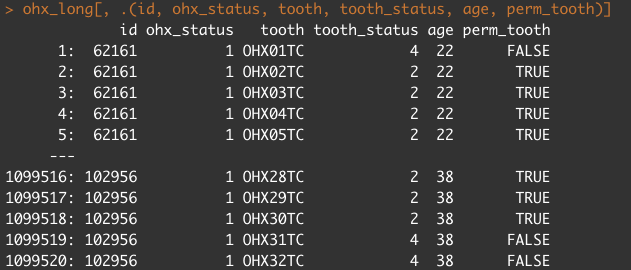 > ohx_long[, .(id, ohx_status, tooth, tooth_status, age, perm_tooth)]
id ohx_status tooth tooth_status age perm_tooth
1: 62161 1 OHX01TC 4 22 FALSE
2: 62161 1 OHX02TC 2 22 TRUE
3: 62161 1 OHX03TC 2 22 TRUE
4: 62161 1 OHX04TC 2 22 TRUE
5: 62161 1 OHX05TC 2 22 TRUE
---
1099516: 102956 1 OHX28TC 2 38 TRUE
1099517: 102956 1 OHX29TC 2 38 TRUE
1099518: 102956 1 OHX30TC 2 38 TRUE
1099519: 102956 1 OHX31TC 4 38 FALSE
1099520: 102956 1 OHX32TC 4 38 FALSE